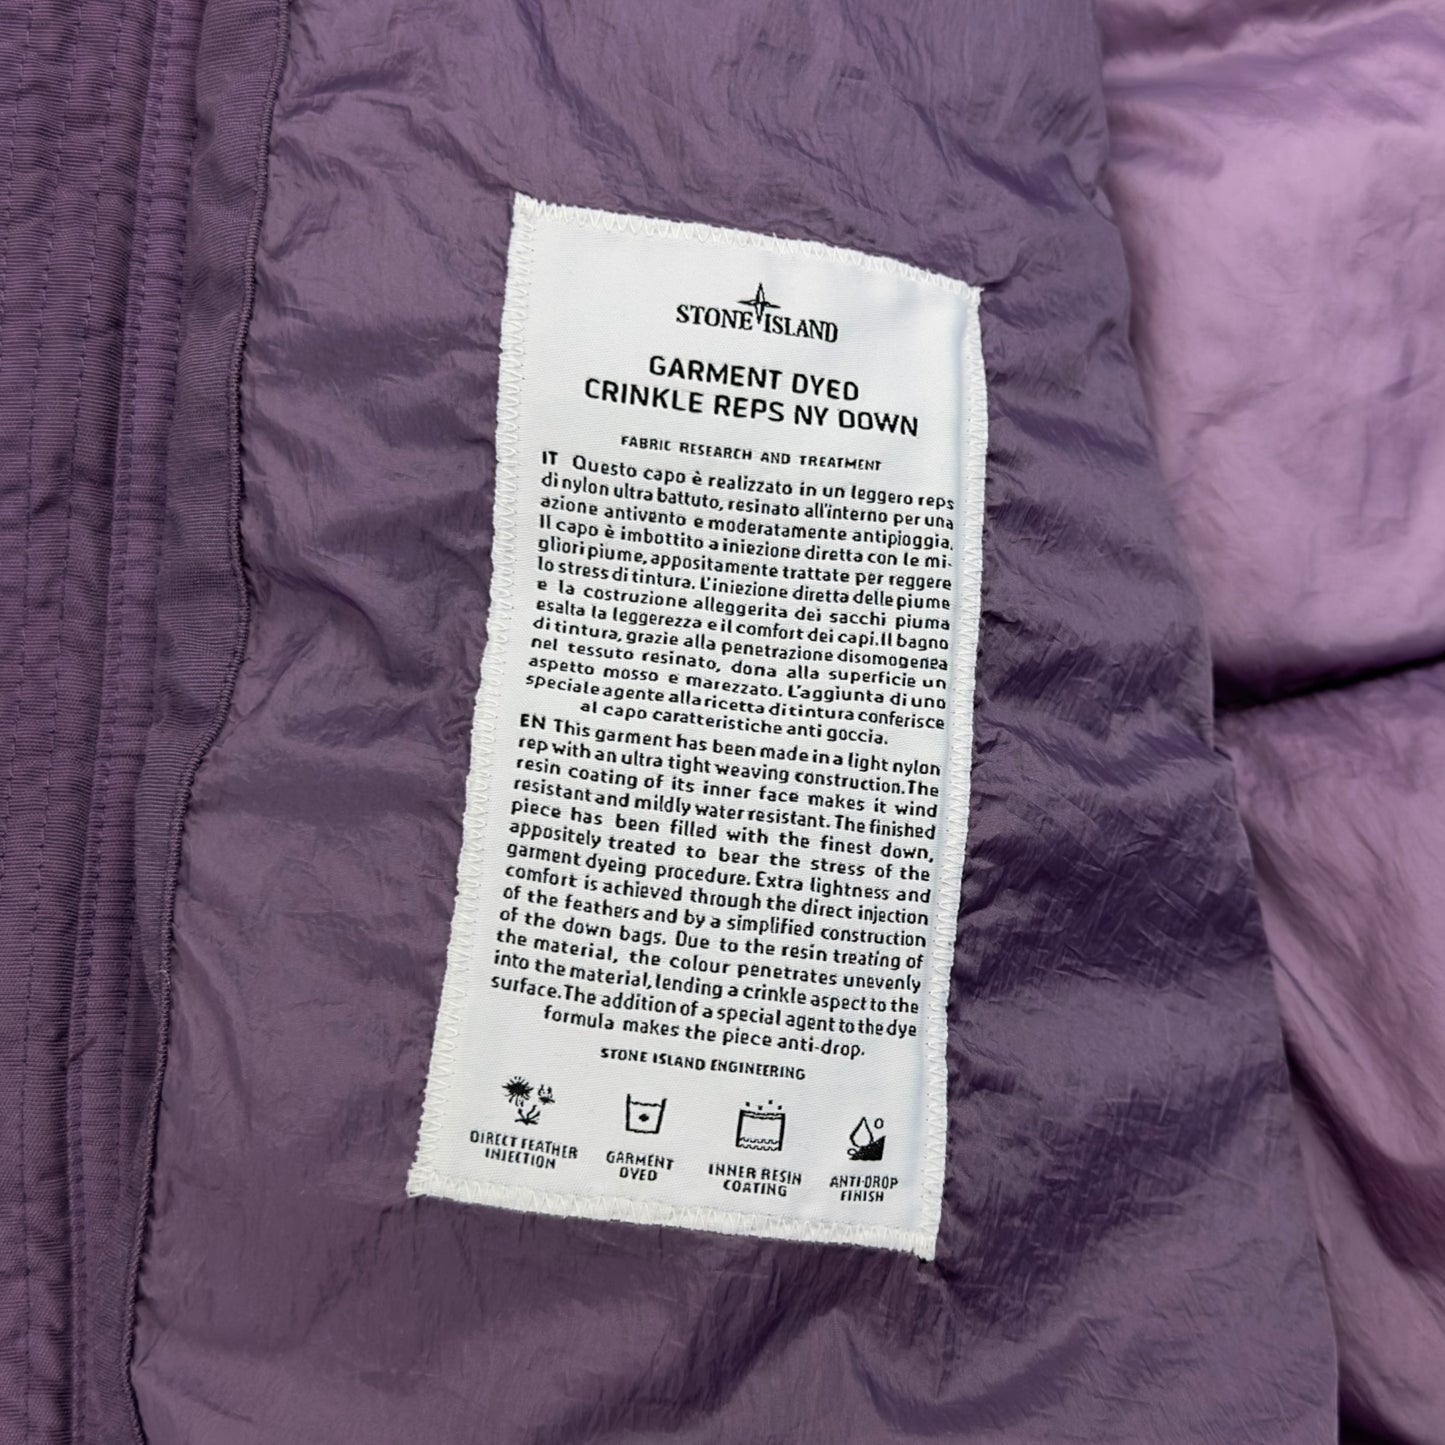 STONE ISLAND
GARMENT DYED
CRINKLE REPS NY DOWN
FABRIC RESEARCH AND TREATMENT
IT Questo capo è realizzato in un leggero reps
di nylon ultra battuto, resinato all'interno per una
azione antivento e moderatamente antipioggia.
Il capo è imbottito a iniezione diretta con le mi-
gliori piume, appositamente trattate per reggere
lo stress di tintura. L'iniezione diretta delle piume
e la costruzione alleggerita dei sacchi piuma
esalta la leggerezza e il comfort dei capi. Il bagno
di tintura, grazie alla penetrazione disomogenea
nel tessuto resinato, dona alla superficie un
aspetto mosso e marezzato. L'aggiunta di uno
speciale agente alla ricetta di tintura conferisce
al capo caratteristiche anti goccia.
EN This garment has been made in a light nylon
rep with an ultra tight weaving construction. The
resin coating of its inner face makes it wind
resistant and mildly water resistant. The finished
piece has been filled with the finest down,
appositely treated to bear the stress of the
garment dyeing procedure. Extra lightness and
comfort is achieved through the direct injection
of the feathers and by a simplified construction
of the down bags. Due to the resin treating of
the material, the colour penetrates unevenly
into the material, lending a crinkle aspect to the
surface. The addition of a special agent to the dye
formula makes the piece anti-drop.
STONE ISLAND ENGINEERING
DIRECT FEATHER
INJECTION
GARMENT
DYED
INNER RESIN
COATING
ANTI-DROP
FINISH